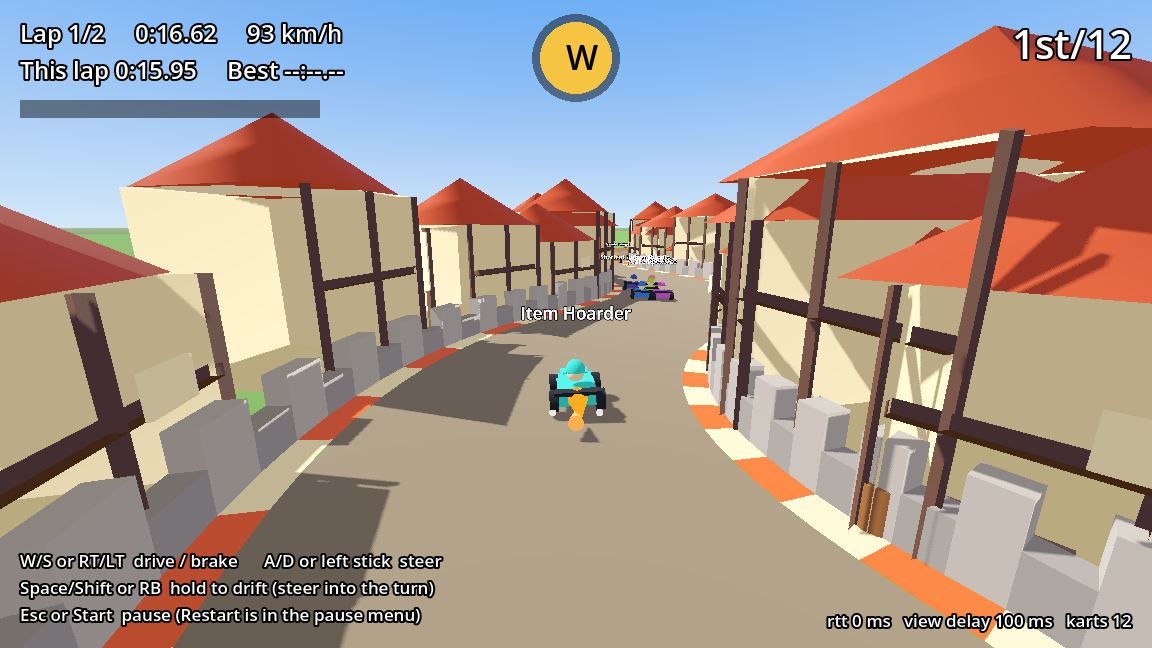 Lap 1/2 0:16.62 93 km/h
This lap 0:15.95 Best --:--.--
W
1st/12
Item Hoarder
W/S or RT/LT drive / brake A/D or left stick steer
Space/Shift or RB hold to drift (steer into the turn)
Esc or Start pause (Restart is in the pause menu)
rtt 0 ms view delay 100 ms karts 12